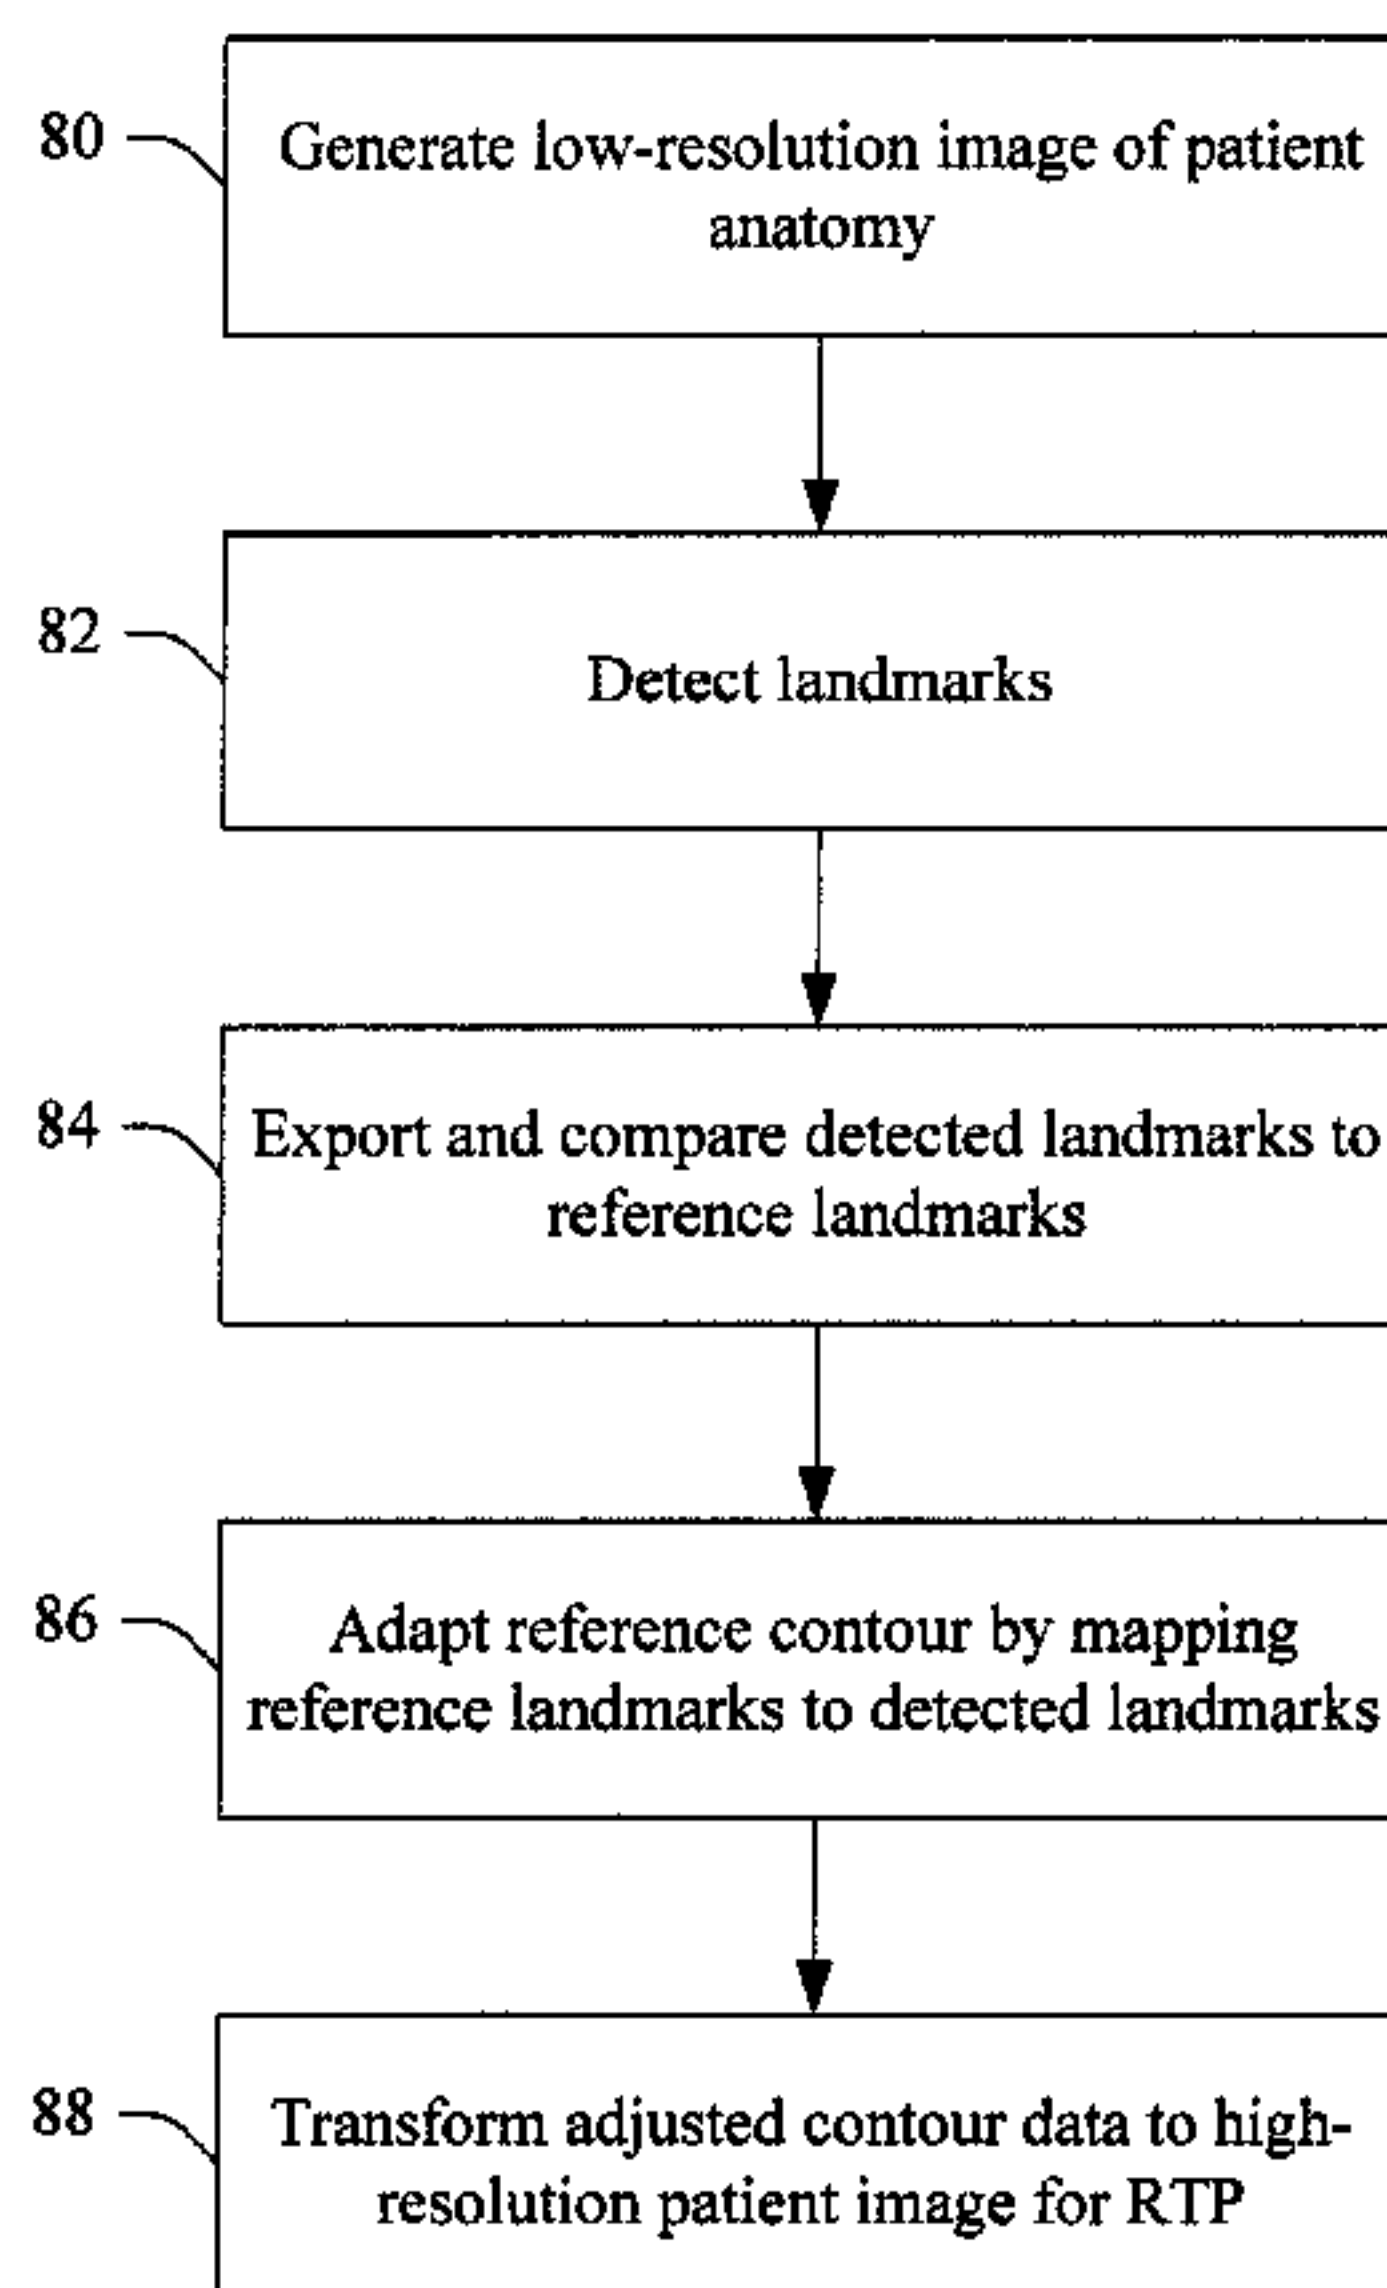 80
Generate low-resolution image of patient
anatomy
82
Detect landmarks
84
Export and compare detected landmarks to
reference landmarks
86
Adapt reference contour by mapping
reference landmarks to detected landmarks
88
Transform adjusted contour data to high-
resolution patient image for RTP